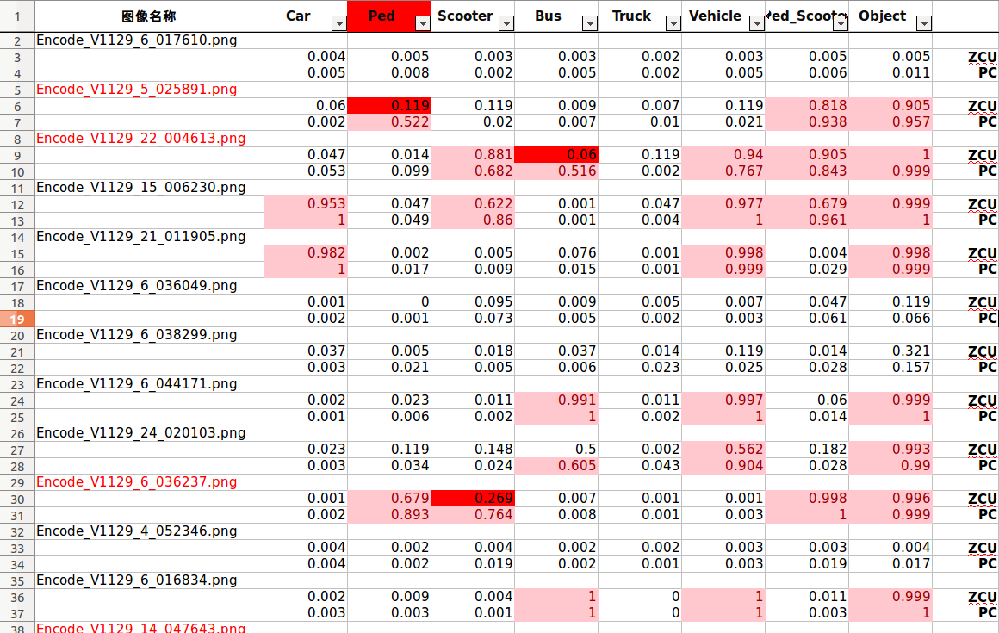 1 图像名称 Car Ped Scooter Bus Truck Vehicle Ped_Scoote Object
2 Encode_V1129_6_017610.png
3 0.004 0.005 0.003 0.003 0.002 0.003 0.005 0.005 ZCU
4 0.005 0.008 0.002 0.005 0.002 0.005 0.006 0.011 PC
5 Encode_V1129_5_025891.png
6 0.06 0.119 0.119 0.009 0.007 0.119 0.818 0.905 ZCU
7 0.002 0.522 0.02 0.007 0.01 0.021 0.938 0.957 PC
8 Encode_V1129_22_004613.png
9 0.047 0.014 0.881 0.06 0.119 0.94 0.905 1 ZCU
10 0.053 0.099 0.682 0.516 0.002 0.767 0.843 0.999 PC
11 Encode_V1129_15_006230.png
12 0.953 0.047 0.622 0.001 0.047 0.977 0.679 0.999 ZCU
13 1 0.049 0.86 0.001 0.004 1 0.961 1 PC
14 Encode_V1129_21_011905.png
15 0.982 0.002 0.005 0.076 0.001 0.998 0.004 0.998 ZCU
16 1 0.017 0.009 0.015 0.001 0.999 0.029 0.999 PC
17 Encode_V1129_6_036049.png
18 0.001 0 0.095 0.009 0.005 0.007 0.047 0.119 ZCU
19 0.002 0.001 0.073 0.005 0.002 0.003 0.061 0.066 PC
20 Encode_V1129_6_038299.png
21 0.037 0.005 0.018 0.037 0.014 0.119 0.014 0.321 ZCU
22 0.003 0.021 0.005 0.006 0.023 0.025 0.028 0.157 PC
23 Encode_V1129_6_044171.png
24 0.002 0.023 0.011 0.991 0.011 0.997 0.06 0.999 ZCU
25 0.001 0.006 0.002 1 0.002 1 0.014 1 PC
26 Encode_V1129_24_020103.png
27 0.023 0.119 0.148 0.5 0.002 0.562 0.182 0.993 ZCU
28 0.003 0.034 0.024 0.605 0.043 0.904 0.028 0.99 PC
29 Encode_V1129_6_036237.png
30 0.001 0.679 0.269 0.007 0.001 0.001 0.998 0.996 ZCU
31 0.002 0.893 0.764 0.008 0.001 0.003 1 0.999 PC
32 Encode_V1129_4_052346.png
33 0.004 0.002 0.004 0.002 0.002 0.003 0.003 0.004 ZCU
34 0.004 0.002 0.019 0.002 0.001 0.003 0.019 0.017 PC
35 Encode_V1129_6_016834.png
36 0.002 0.009 0.004 1 0 1 0.011 0.999 ZCU
37 0.003 0.003 0.001 1 0 1 0.003 1 PC
38 Encode_V1129_14_047643.png